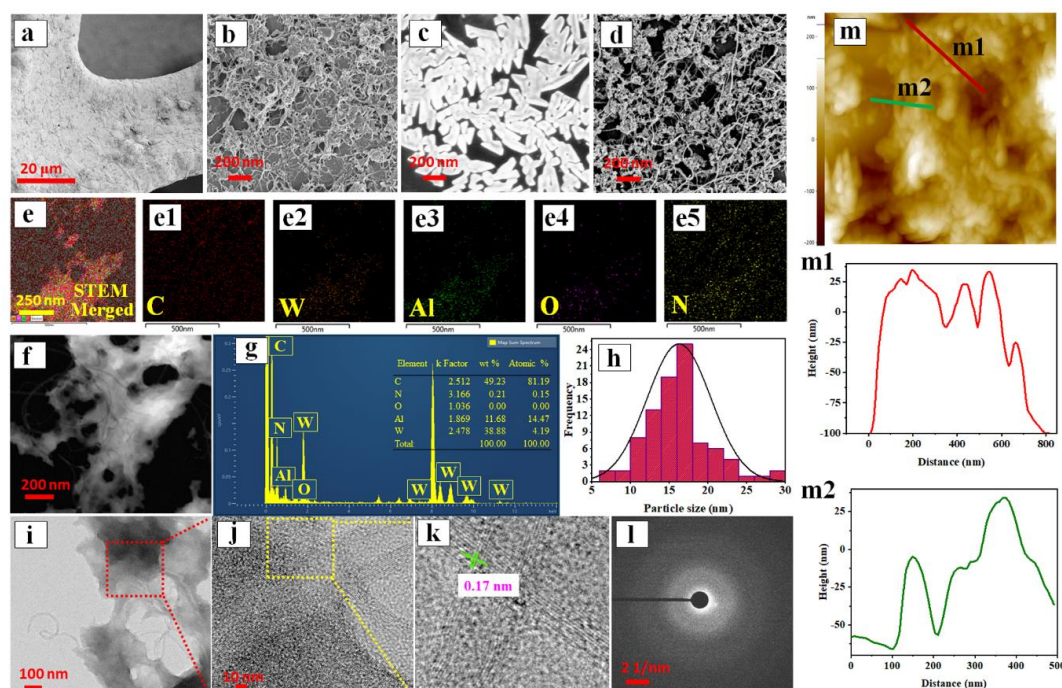 a
20 µm
b
200 nm
c
200 nm
d
200 nm
e
250 nm
STEM
Merged
e1
C
500nm
e2
W
500nm
e3
Al
500nm
e4
O
500nm
e5
N
500nm
f
200 nm
g
Map Sum Spectrum
C
N
W
Al
O
W
W
W
W
Element k Factor wt % Atomic %
C 2.512 49.23 81.19
N 3.166 0.21 0.15
O 1.036 0.00 0.00
Al 1.869 11.68 14.47
W 2.478 38.88 4.19
Total: 100.00 100.00
h
Frequency
24
20
16
12
8
4
0
5 10 15 20 25 30
Particle size (nm)
i
100 nm
j
10 nm
k
0.17 nm
l
2 1/nm
m
m1
m2
200
100
0
-100
-200
m1
Height (nm)
25
0
-25
-50
-75
-100
0 200 400 600 800
Distance (nm)
m2
Height (nm)
25
0
-25
-50
0 100 200 300 400 500
Distance (nm)